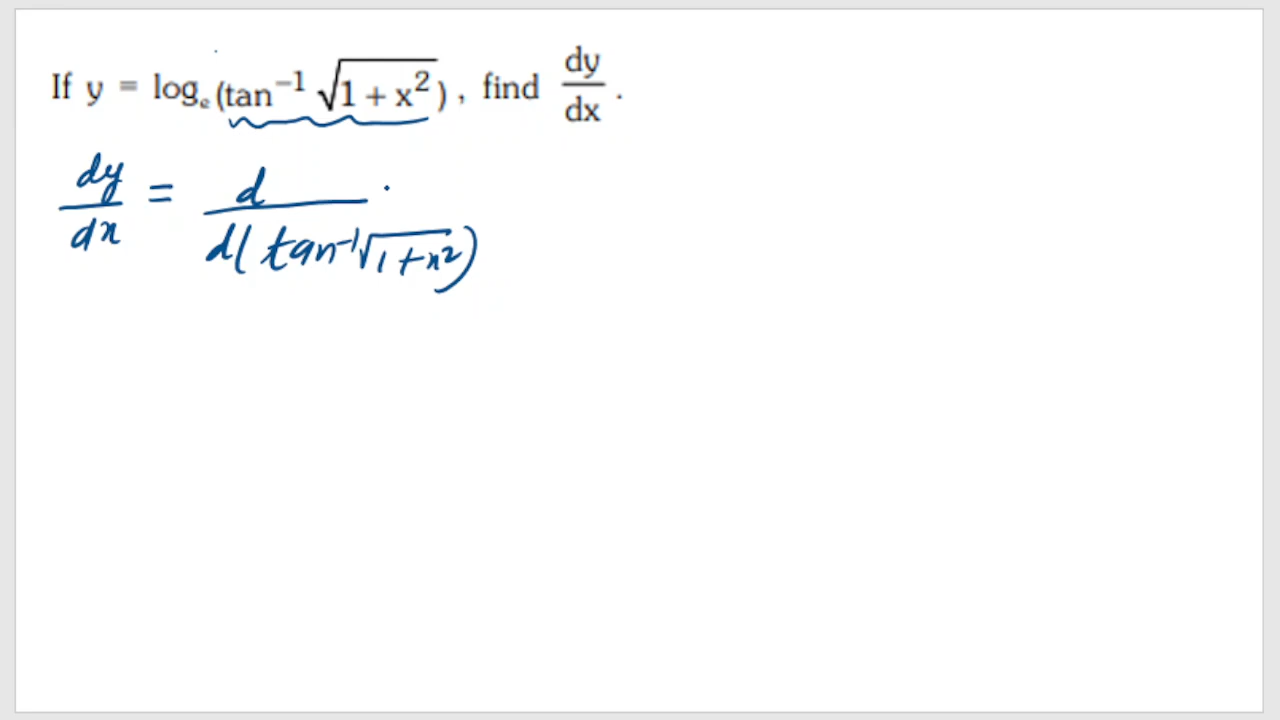 If y = logₑ(tan⁻¹ √(1 + x²)), find dy/dx .
dy/dx = d/d(tan⁻¹√(1+x²))